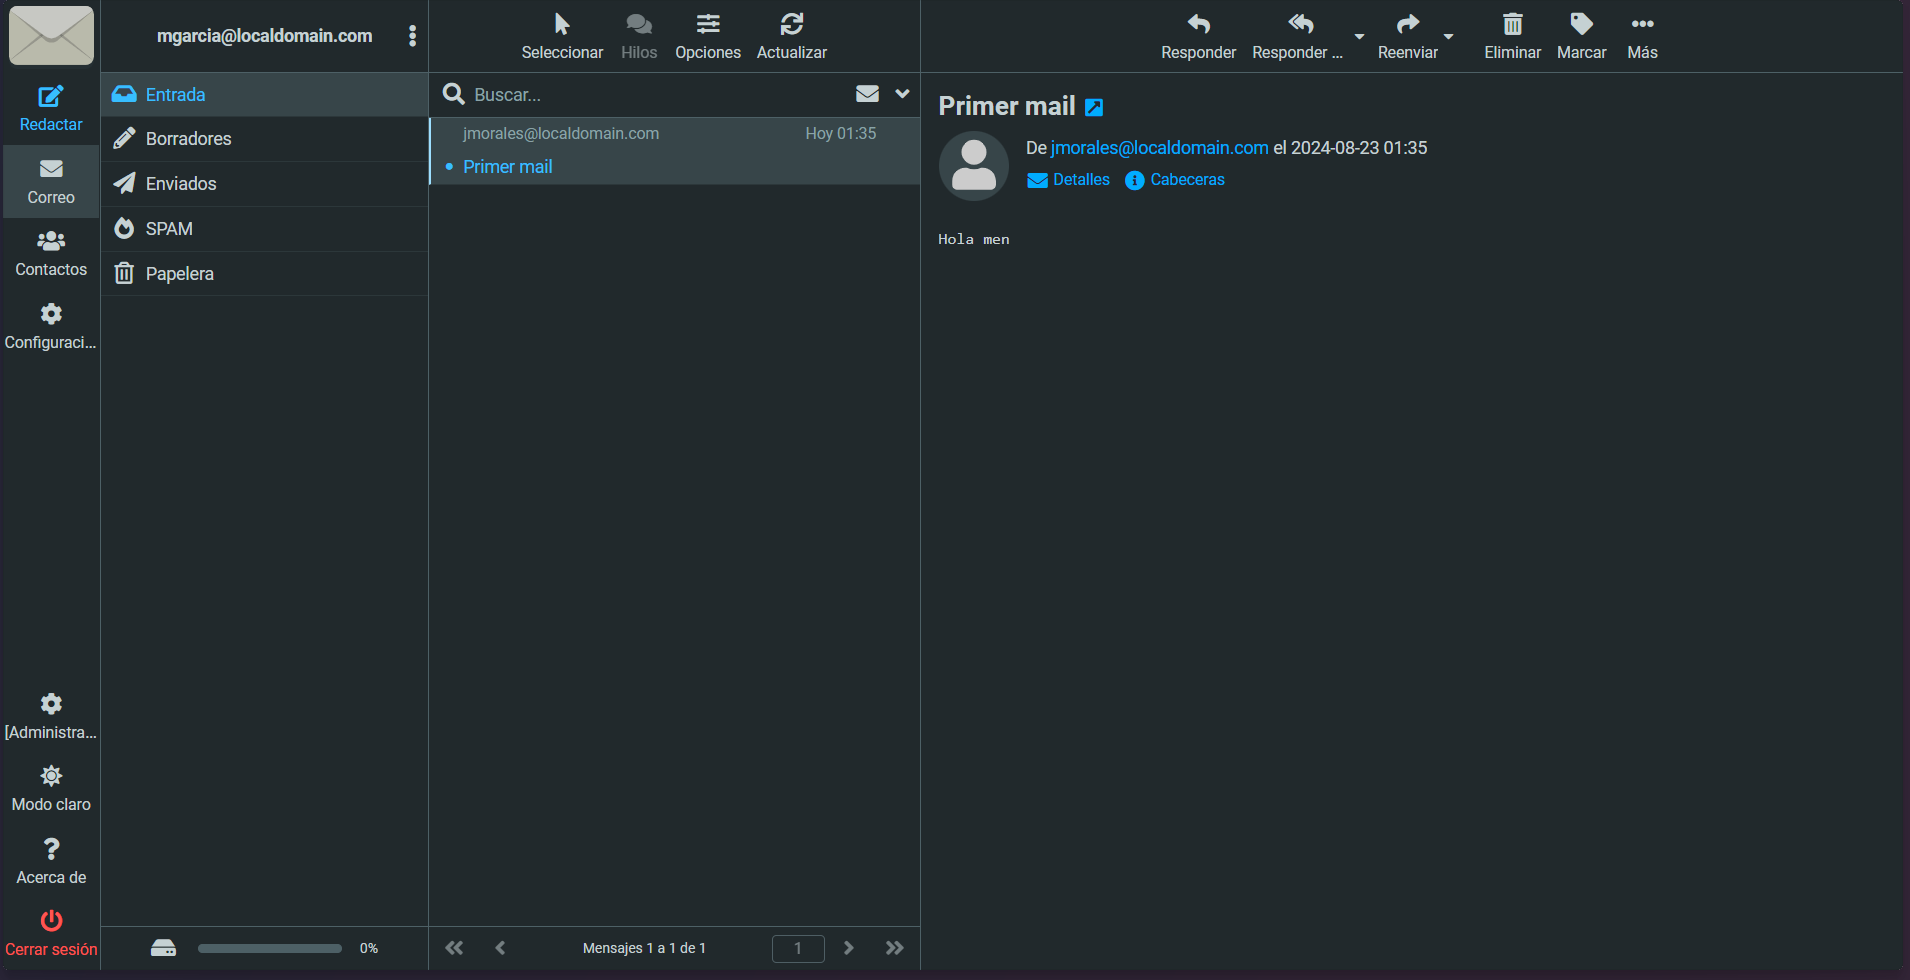 Redactar
Correo
Contactos
Configuraci...
[Administra...
Modo claro
Acerca de
Cerrar sesión
mgarcia@localdomain.com
Entrada
Borradores
Enviados
SPAM
Papelera
0%
Seleccionar Hilos Opciones Actualizar
Buscar...
jmorales@localdomain.com Hoy 01:35
Primer mail
Mensajes 1 a 1 de 1 1
Responder Responder ... Reenviar Eliminar Marcar Más
Primer mail
De jmorales@localdomain.com el 2024-08-23 01:35
Detalles Cabeceras
Hola men